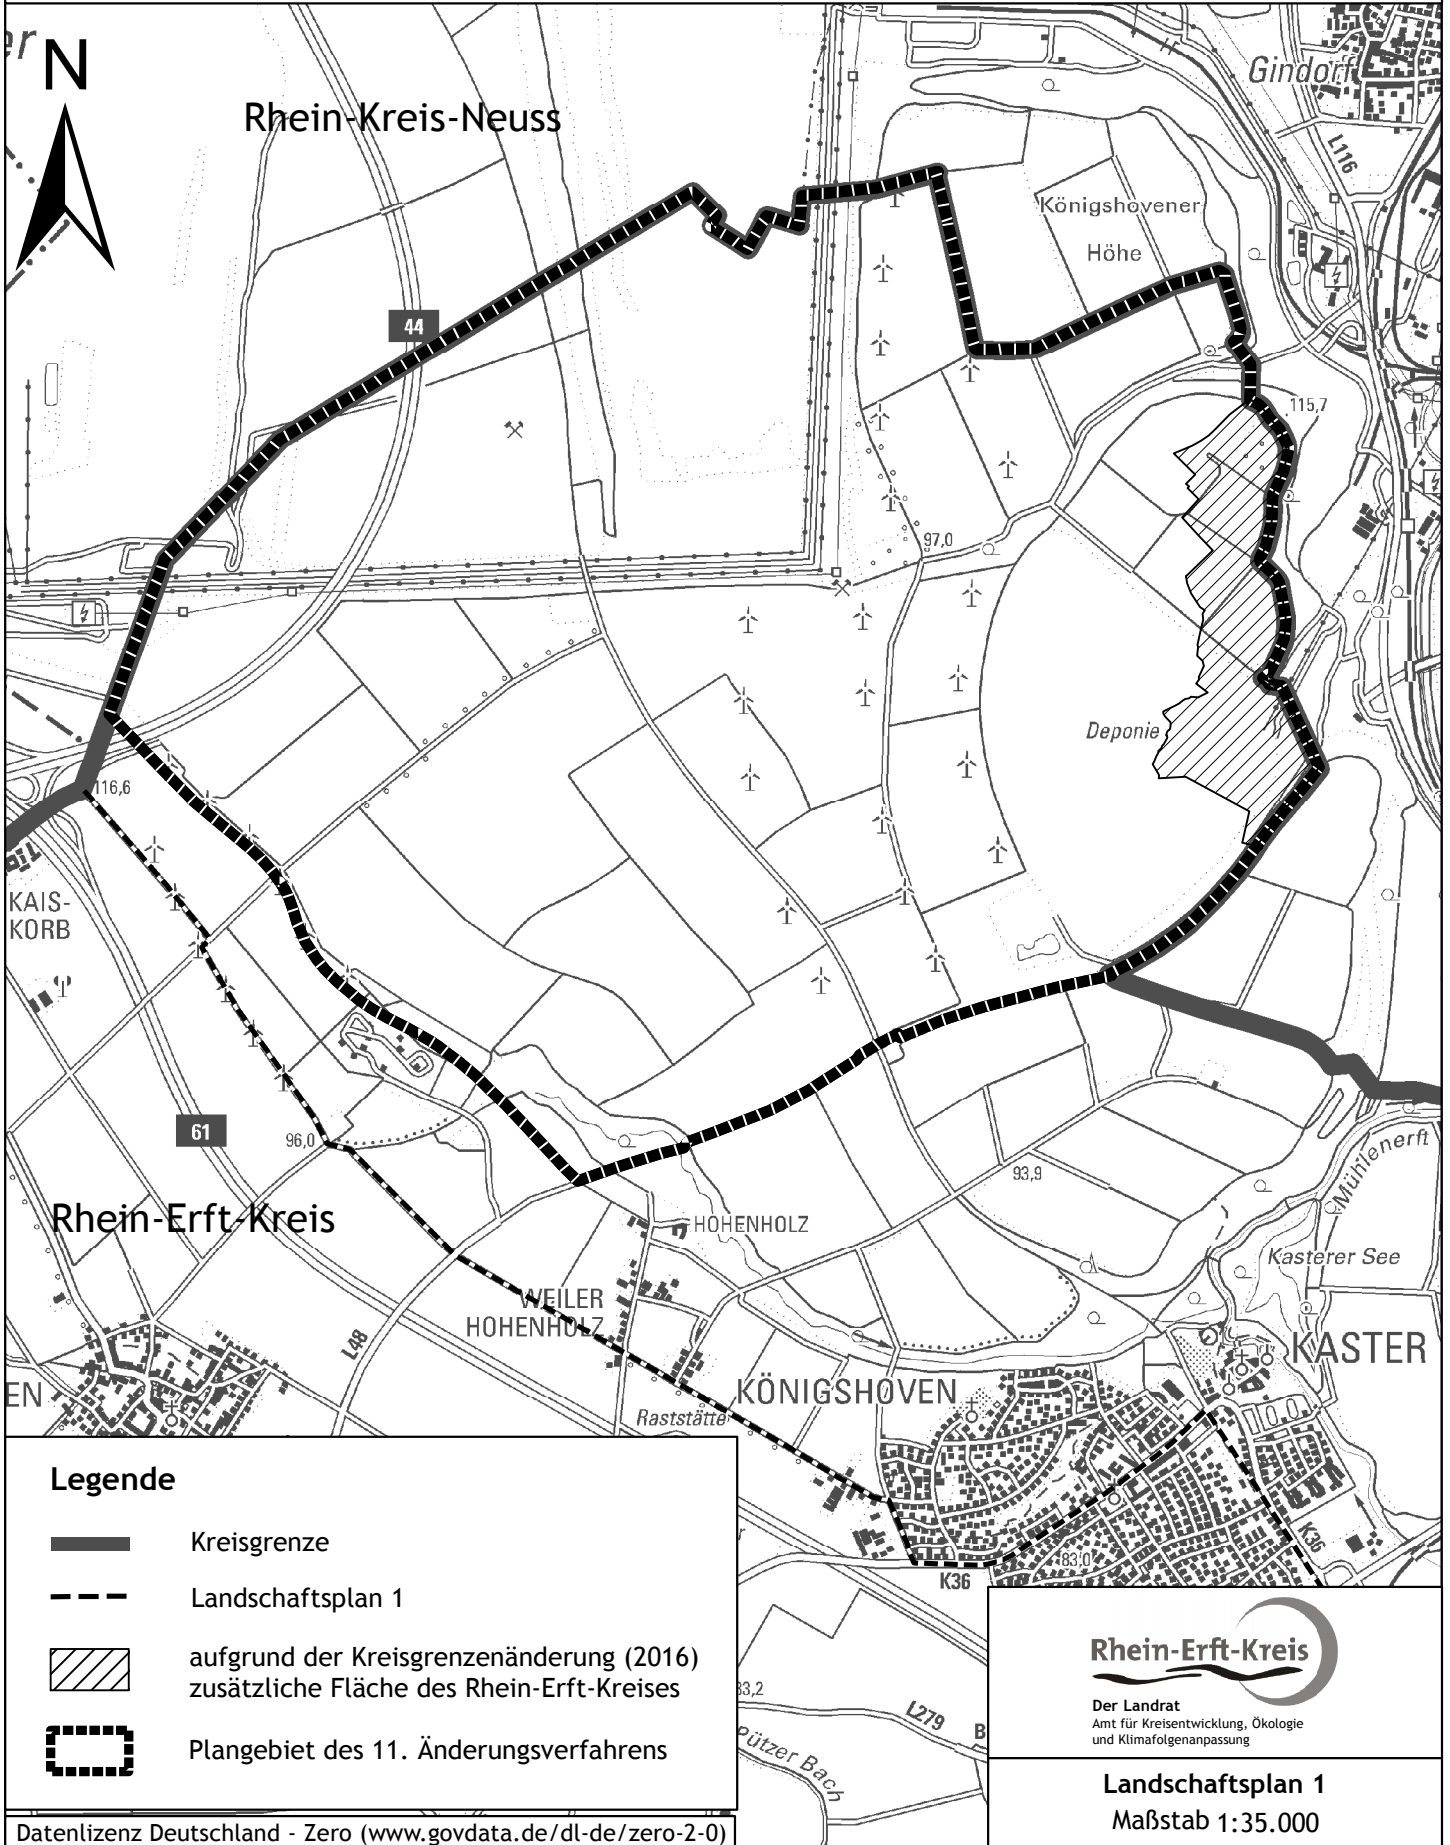 er
N
Rhein-Kreis-Neuss
Gindorf
L116
Königshovener
Höhe
44
115,7
97,0
Deponie
116,6
KAIS-
KORB
61
96,0
93,9
Mühlenerft
Rhein-Erft-Kreis
HOHENHOLZ
Kasterer See
WEILER
HOHENHOLZ
L48
KASTER
EN
KÖNIGSHOVEN
Raststätte
K36
83,0
K36
Legende
Kreisgrenze
Landschaftsplan 1
aufgrund der Kreisgrenzenänderung (2016)
zusätzliche Fläche des Rhein-Erft-Kreises
Plangebiet des 11. Änderungsverfahrens
33,2
L279
B
Pützer Bach
Rhein-Erft-Kreis
Der Landrat
Amt für Kreisentwicklung, Ökologie
und Klimafolgenanpassung
Landschaftsplan 1
Maßstab 1:35.000
Datenlizenz Deutschland - Zero (www.govdata.de/dl-de/zero-2-0)